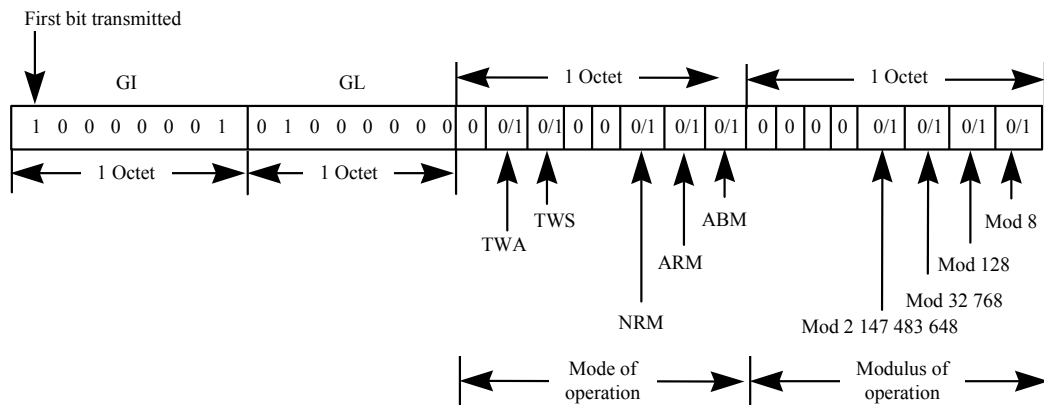 First bit transmitted
GI GL 1 Octet 1 Octet
1 0 0 0 0 0 0 1 0 1 0 0 0 0 0 0 0 0/1 0/1 0 0 0/1 0/1 0/1 0 0 0 0 0/1 0/1 0/1 0/1
1 Octet 1 Octet
TWA TWS ABM Mod 8
ARM Mod 128
NRM Mod 32 768
Mod 2 147 483 648
Mode of operation
Modulus of operation